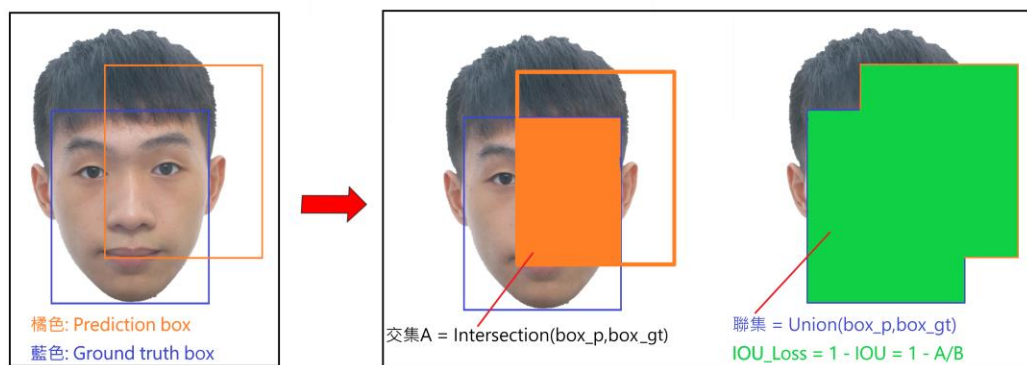 橘色: Prediction box
藍色: Ground truth box
交集A = Intersection(box_p,box_gt)
聯集 = Union(box_p,box_gt)
IOU_Loss = 1 - IOU = 1 - A/B